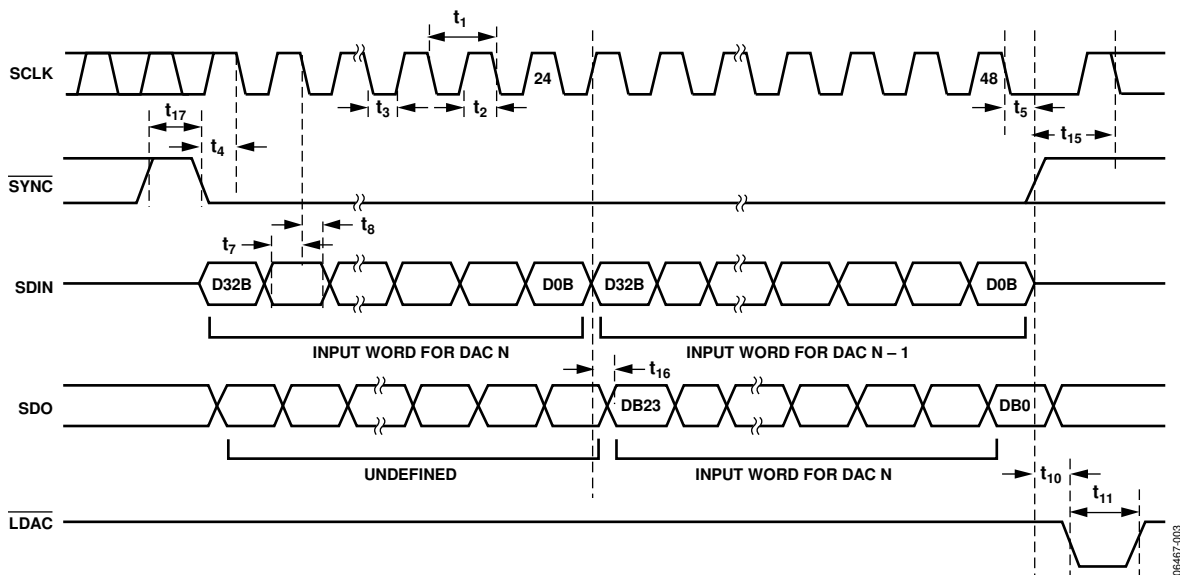 t1
SCLK
24
48
t3
t2
t5
t17
t4
t15
SYNC
t8
t7
SDIN
D32B
D0B
D32B
D0B
INPUT WORD FOR DAC N
INPUT WORD FOR DAC N – 1
t16
SDO
DB23
DB0
UNDEFINED
INPUT WORD FOR DAC N
t10
t11
LDAC
06467-003